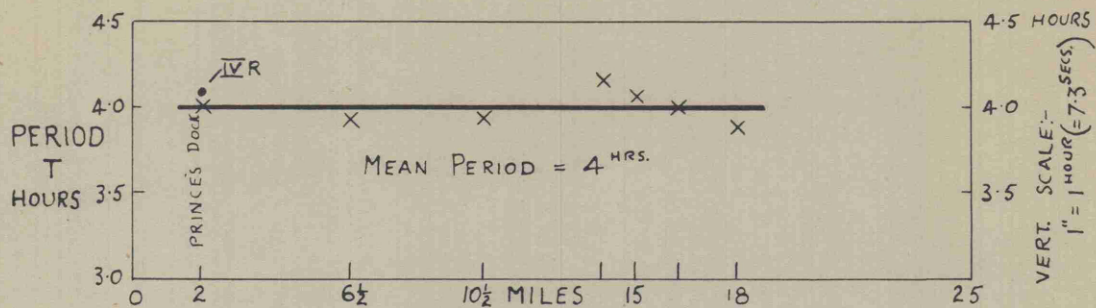 4.5
4.0
3.5
3.0
PERIOD
T
HOURS
IV R
PRINCES DOCK
MEAN PERIOD = 4 HRS.
0 2 6½ 10½ MILES 15 18 25
4.5 HOURS
4.0
3.5
VERT. SCALE:-
1" = 1 HOUR (=7.3 SECS.)